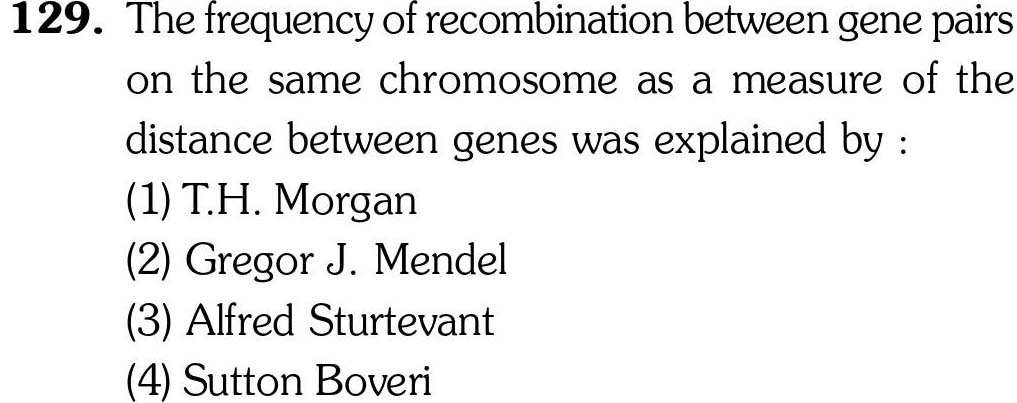 129. The frequency of recombination between gene pairs
on the same chromosome as a measure of the
distance between genes was explained by :
(1) T.H. Morgan
(2) Gregor J. Mendel
(3) Alfred Sturtevant
(4) Sutton Boveri